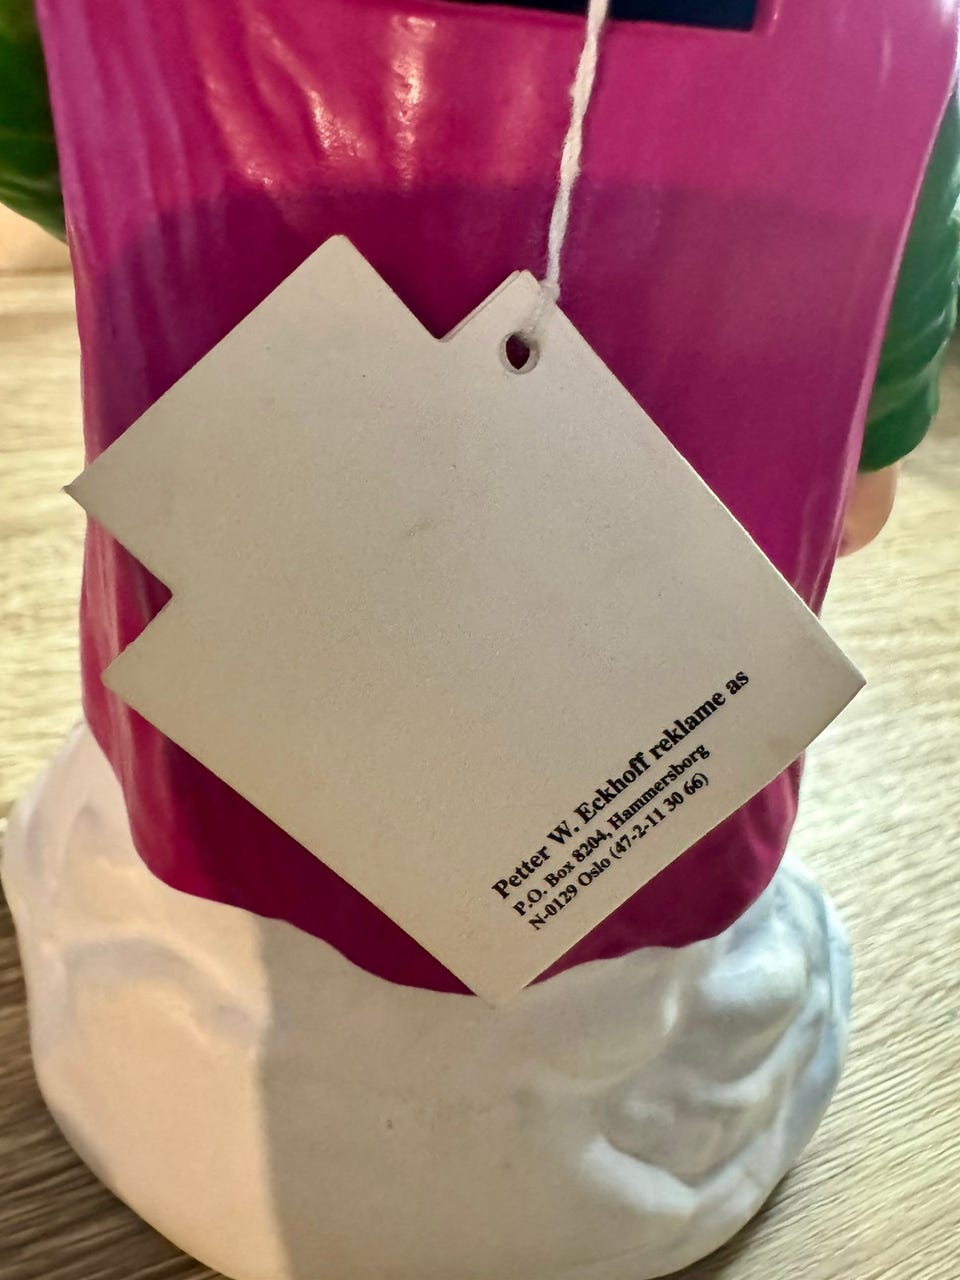 Petter W. Eckhoff reklame as
P.O. Box 8204, Hammersborg
N-0129 Oslo (47-2-11 30 66)